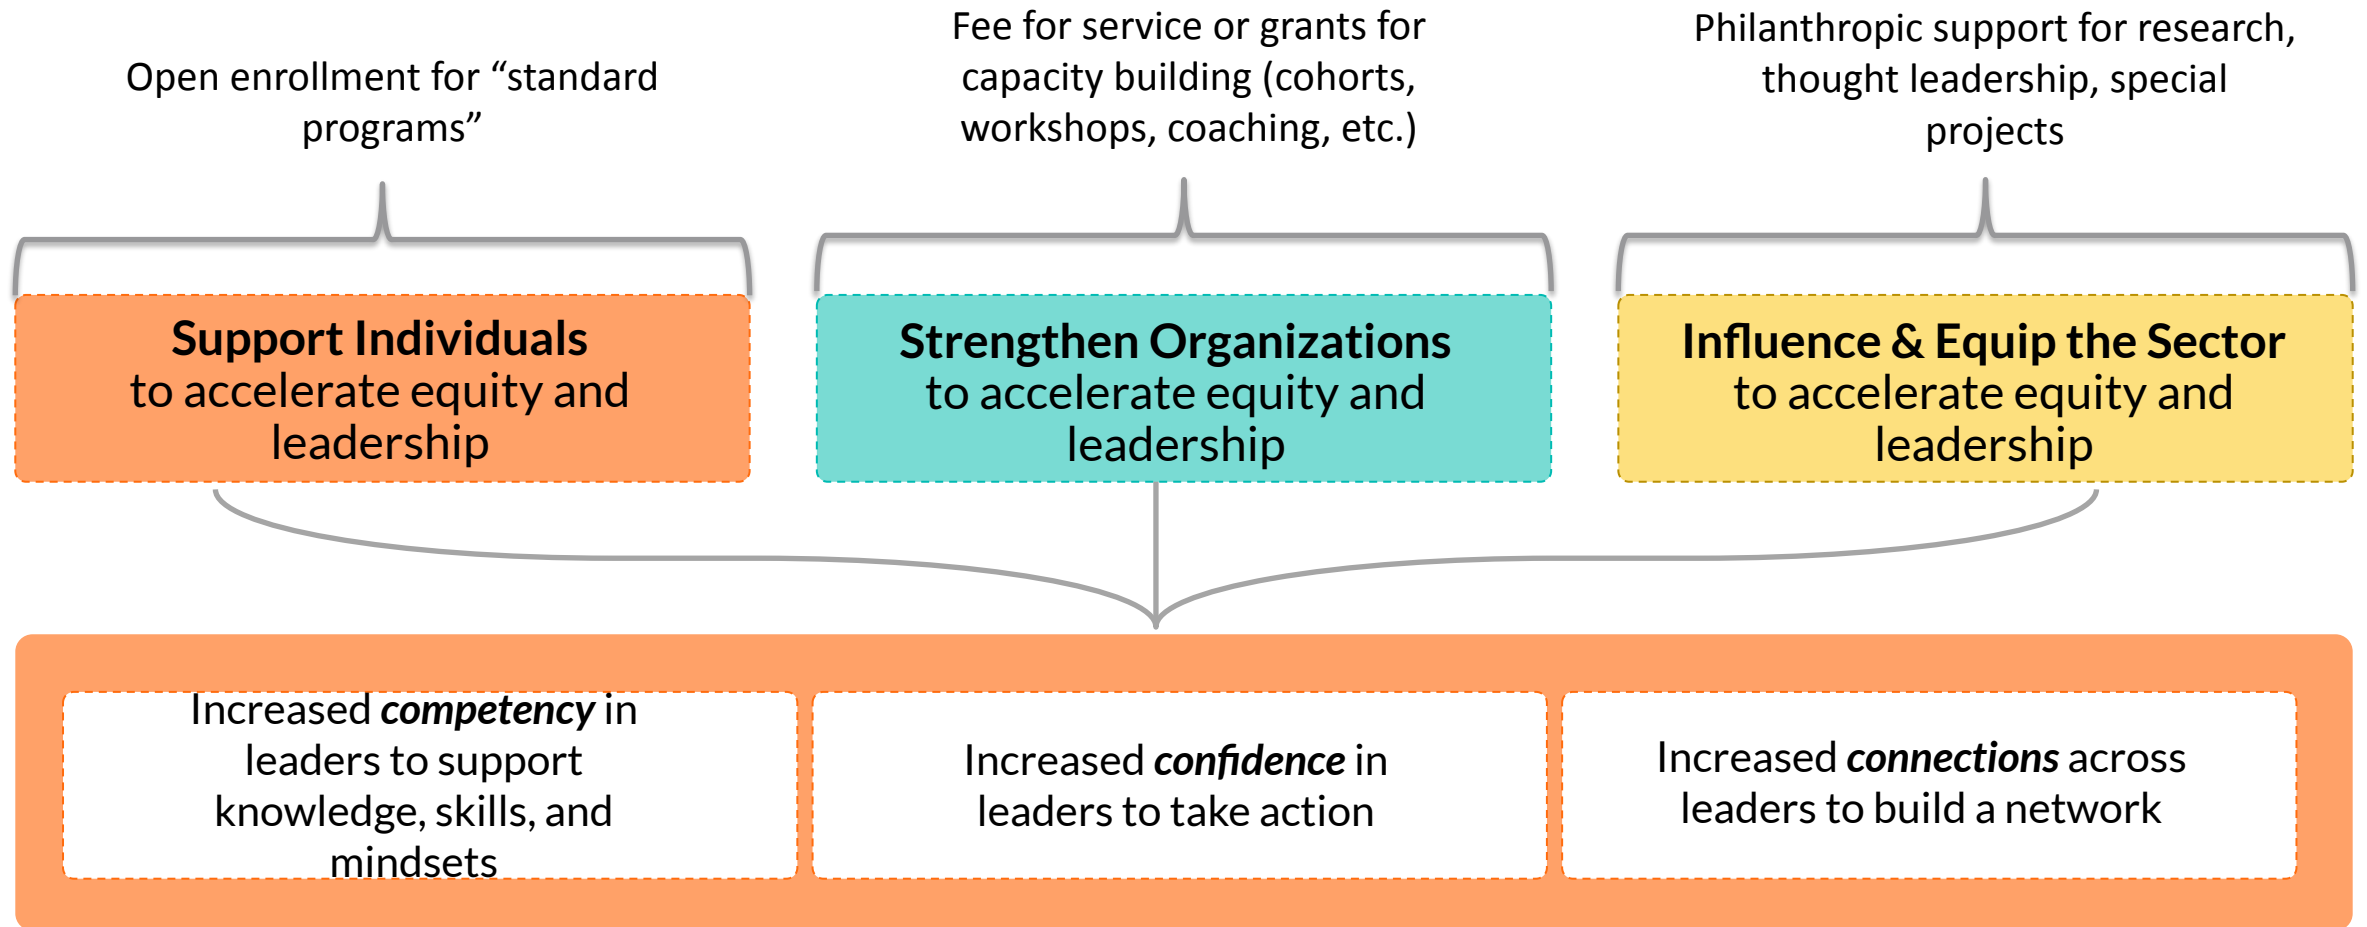 Open enrollment for “standard
programs”
Fee for service or grants for
capacity building (cohorts,
workshops, coaching, etc.)
Philanthropic support for research,
thought leadership, special
projects
Support Individuals
to accelerate equity and
leadership
Strengthen Organizations
to accelerate equity and
leadership
Influence & Equip the Sector
to accelerate equity and
leadership
Increased competency in
leaders to support
knowledge, skills, and
mindsets
Increased confidence in
leaders to take action
Increased connections across
leaders to build a network